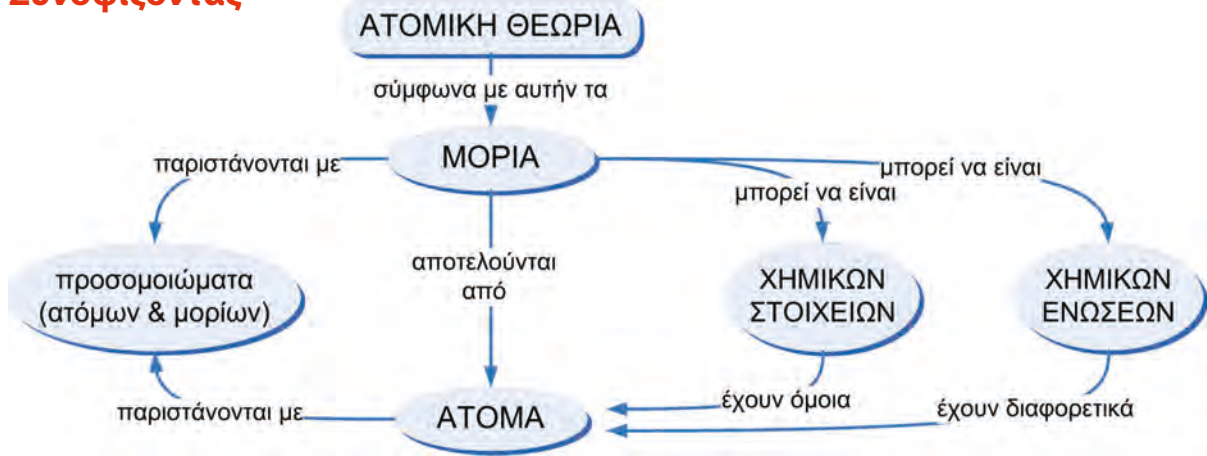 Συνοψίζοντας
ΑΤΟΜΙΚΗ ΘΕΩΡΙΑ
σύμφωνα με αυτήν τα
ΜΟΡΙΑ
παριστάνονται με
μπορεί να είναι
μπορεί να είναι
αποτελούνται
από
προσομοιώματα
(ατόμων & μορίων)
ΧΗΜΙΚΩΝ
ΣΤΟΙΧΕΙΩΝ
ΧΗΜΙΚΩΝ
ΕΝΩΣΕΩΝ
παριστάνονται με
ΑΤΟΜΑ
έχουν όμοια
έχουν διαφορετικά